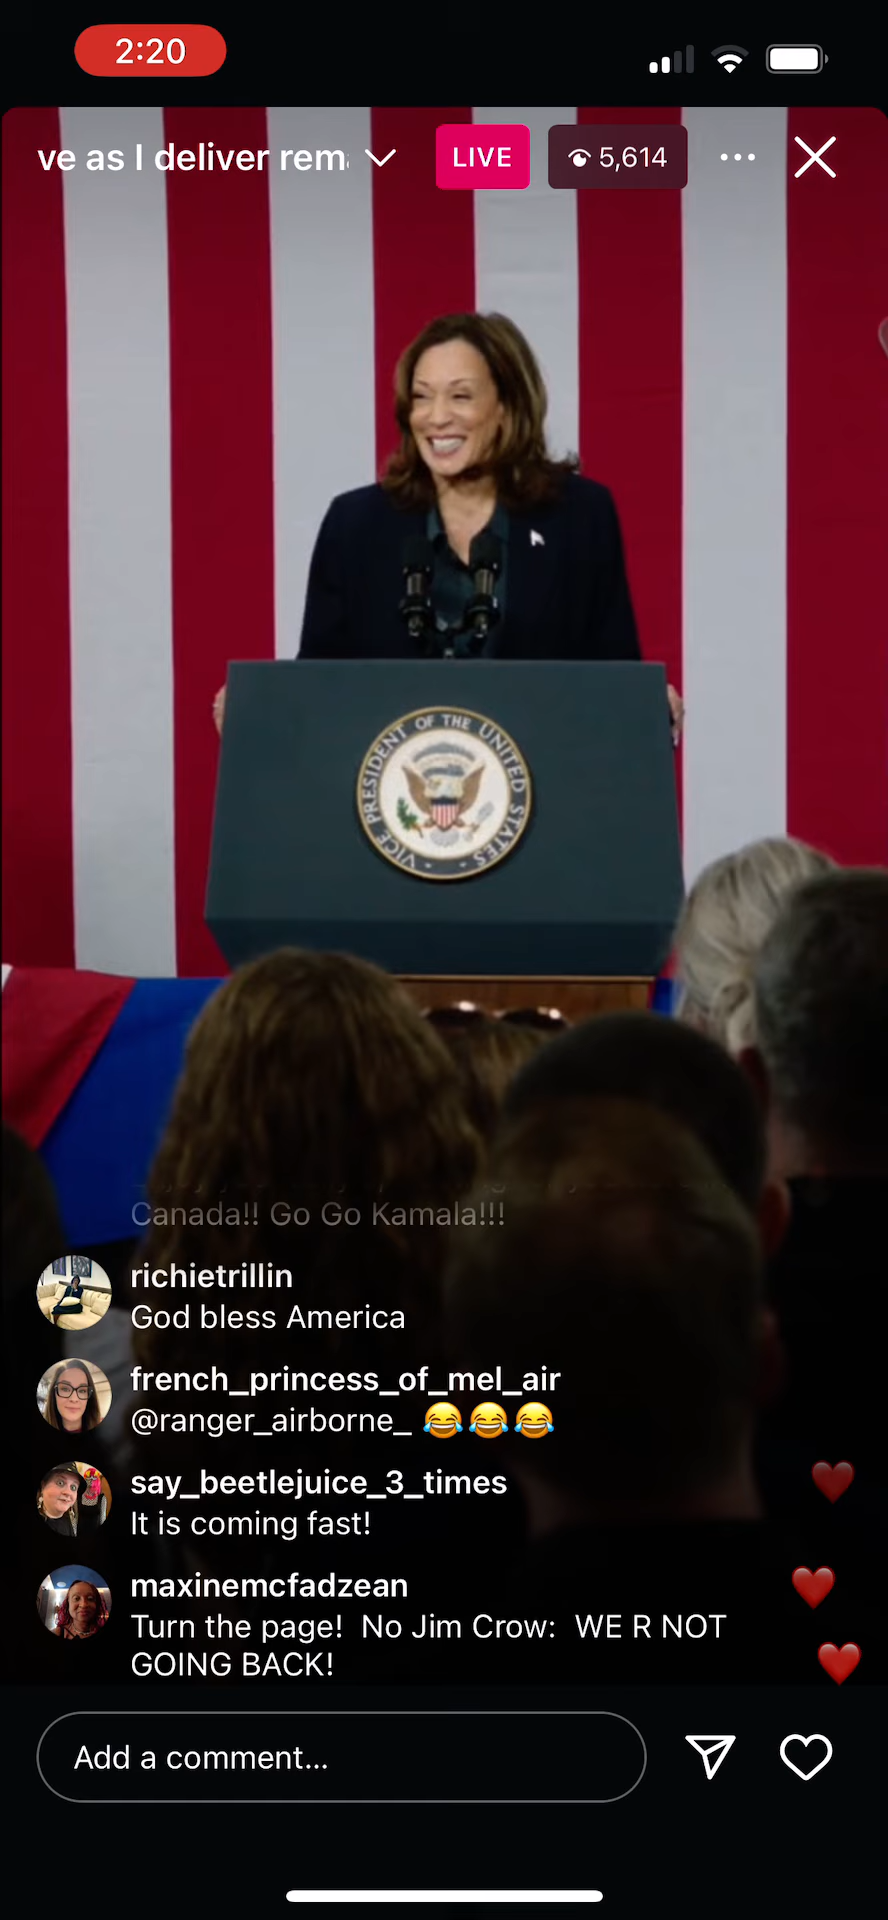 2:20
ve as I deliver rem
LIVE
5,614
VICE PRESIDENT OF THE UNITED STATES
Canada!! Go Go Kamala!!!
richietrillin
God bless America
french_princess_of_mel_air
@ranger_airborne_ 😂😂😂
say_beetlejuice_3_times
It is coming fast!
maxinemcfadzean
Turn the page!  No Jim Crow:  WE R NOT
GOING BACK!
Add a comment...